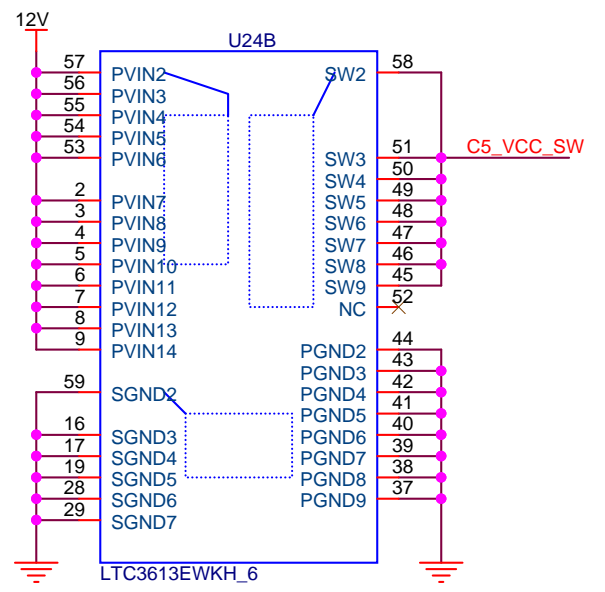 12V
U24B
57 PVIN2 SW2 58
56 PVIN3
55 PVIN4
54 PVIN5
53 PVIN6 SW3 51 C5_VCC_SW
SW4 50
2 PVIN7 SW5 49
3 PVIN8 SW6 48
4 PVIN9 SW7 47
5 PVIN10 SW8 46
6 PVIN11 SW9 45
7 PVIN12 NC 52
8 PVIN13
9 PVIN14 PGND2 44
PGND3 43
59 SGND2 PGND4 42
PGND5 41
16 SGND3 PGND6 40
17 SGND4 PGND7 39
19 SGND5 PGND8 38
28 SGND6 PGND9 37
29 SGND7
LTC3613EWKH_6